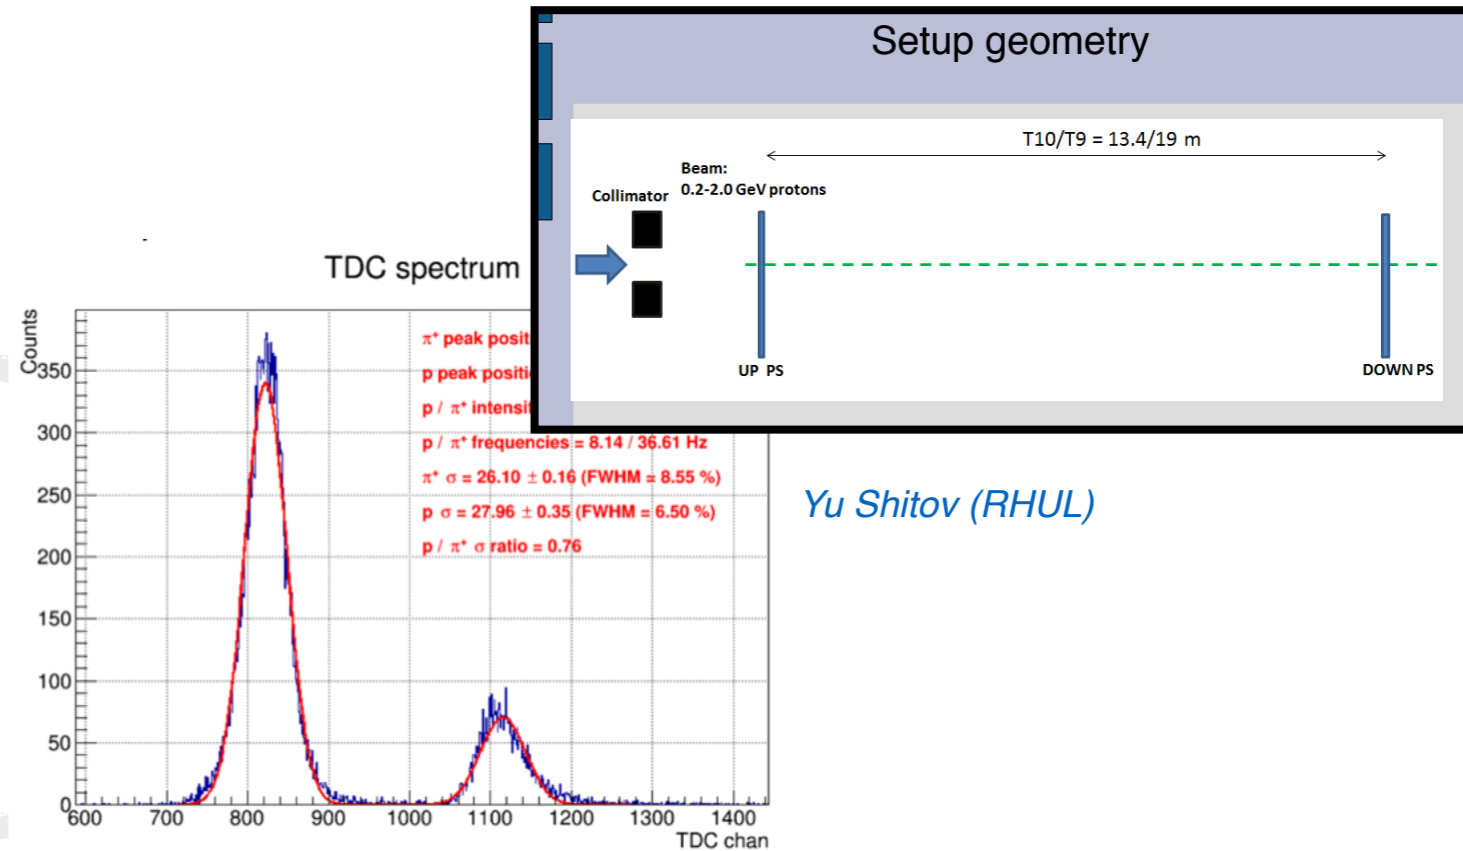 Setup geometry
T10/T9 = 13.4/19 m
Beam:
0.2-2.0 GeV protons
Collimator
UP PS
DOWN PS
TDC spectrum
Counts
π⁺ peak
p peak
p / π⁺
p / π⁺ frequencies = 8.14 / 36.61 Hz
π⁺ σ = 26.10 ± 0.16 (FWHM = 8.55 %)
p σ = 27.96 ± 0.35 (FWHM = 6.50 %)
p / π⁺ σ ratio = 0.76
350
300
250
200
150
100
50
0
600 700 800 900 1000 1100 1200 1300 1400
TDC chan
Yu Shitov (RHUL)